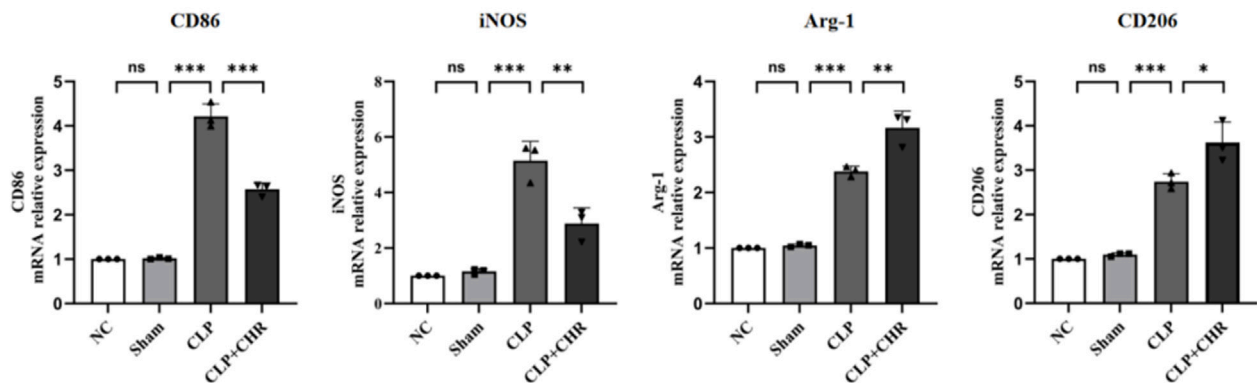 CD86
ns *** ***
CD86
mRNA relative expression
5
4
3
2
1
0
NC
Sham
CLP
CLP+CHR
iNOS
ns *** **
iNOS
mRNA relative expression
8
6
4
2
0
NC
Sham
CLP
CLP+CHR
Arg-1
ns *** **
Arg-1
mRNA relative expression
4
3
2
1
0
NC
Sham
CLP
CLP+CHR
CD206
ns *** *
CD206
mRNA relative expression
5
4
3
2
1
0
NC
Sham
CLP
CLP+CHR